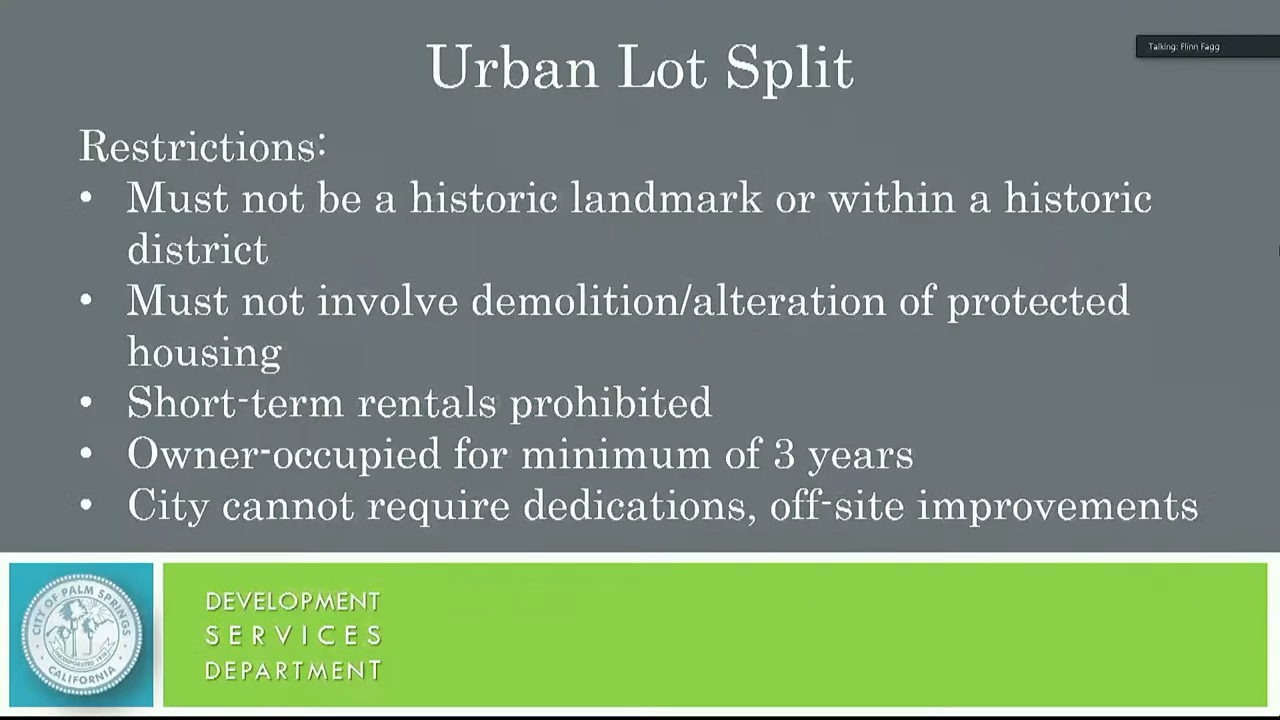 Urban Lot Split
Talking: Flinn Fagg
Restrictions:
• Must not be a historic landmark or within a historic
district
• Must not involve demolition/alteration of protected
housing
• Short-term rentals prohibited
• Owner-occupied for minimum of 3 years
• City cannot require dedications, off-site improvements
CITY OF PALM SPRINGS
CALIFORNIA
DEVELOPMENT
SERVICES
DEPARTMENT